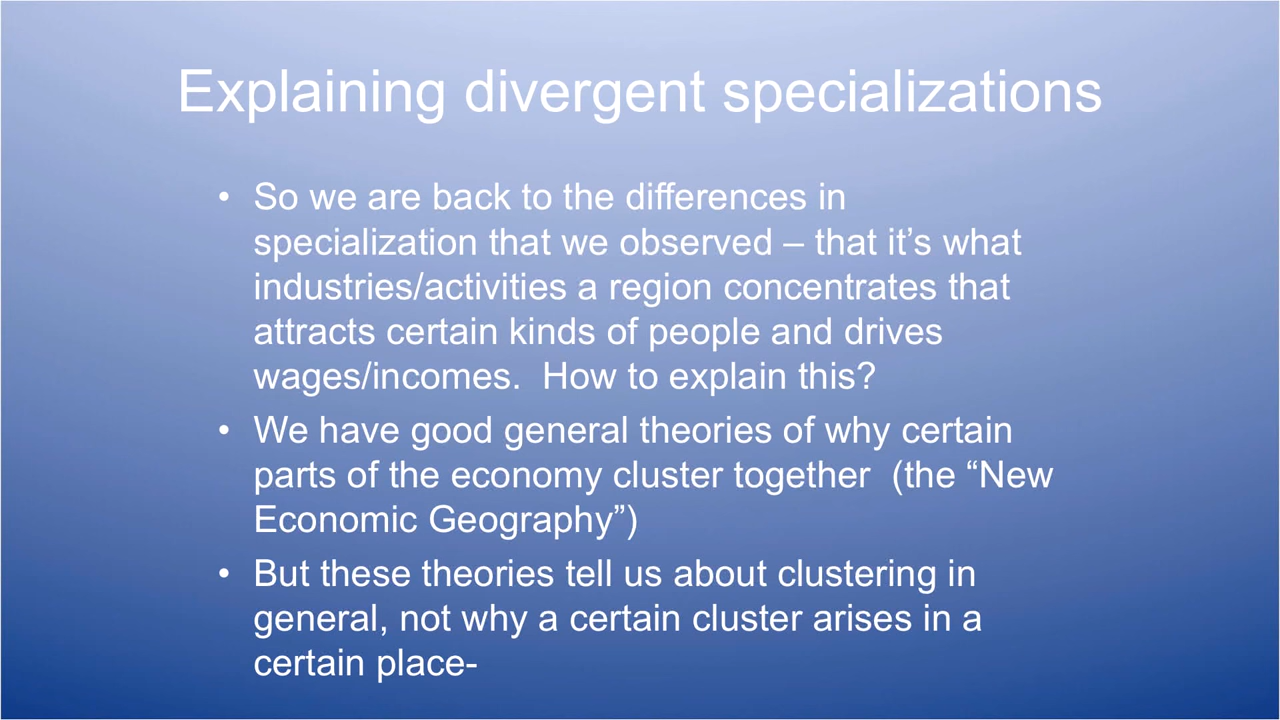 Explaining divergent specializations
• So we are back to the differences in
specialization that we observed – that it’s what
industries/activities a region concentrates that
attracts certain kinds of people and drives
wages/incomes.  How to explain this?
• We have good general theories of why certain
parts of the economy cluster together  (the “New
Economic Geography”)
• But these theories tell us about clustering in
general, not why a certain cluster arises in a
certain place-